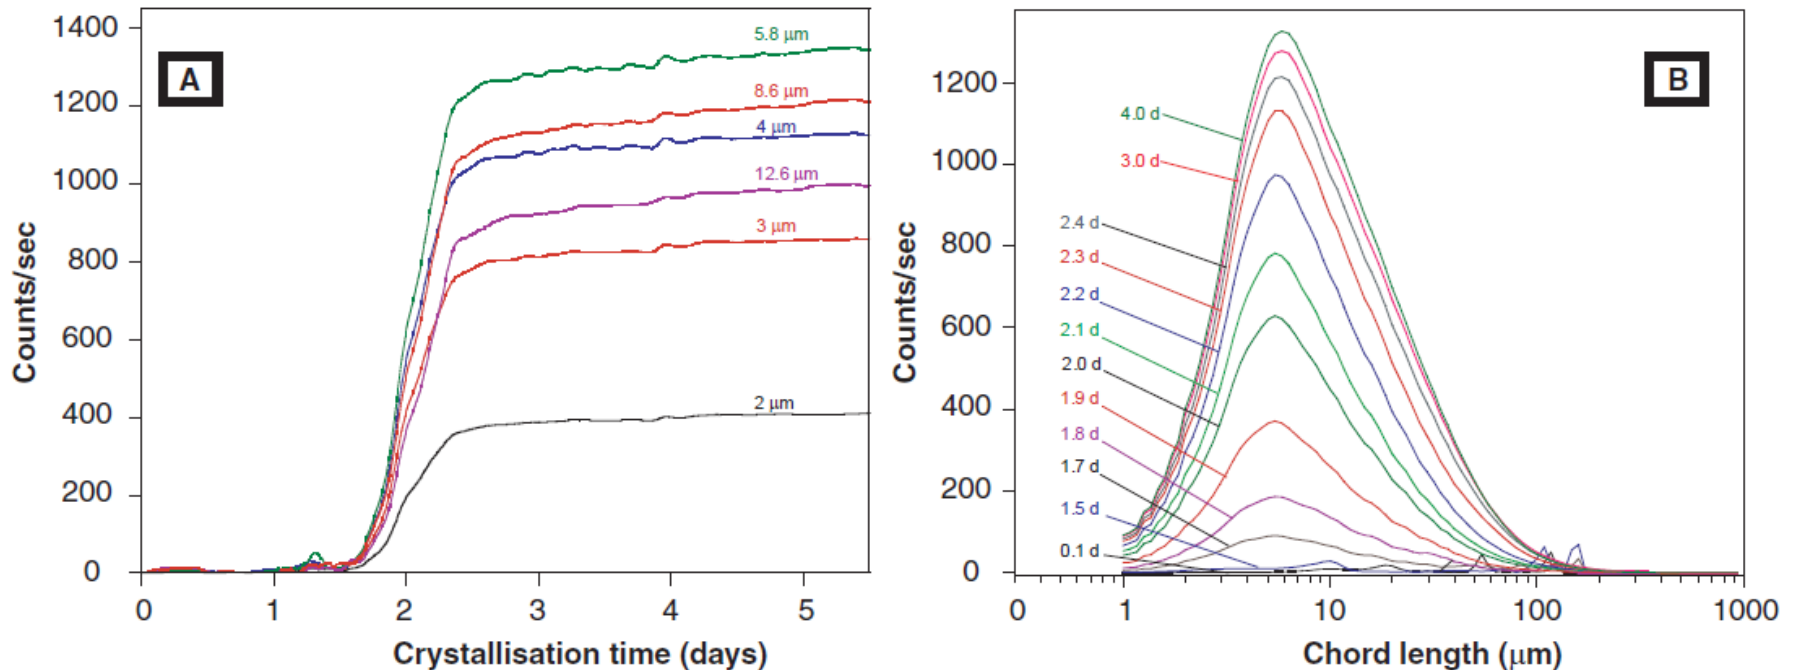 A
Counts/sec
1400
1200
1000
800
600
400
200
0
5.8 μm
8.6 μm
4 μm
12.6 μm
3 μm
2 μm
0 1 2 3 4 5
Crystallisation time (days)
B
Counts/sec
1200
1000
800
600
400
200
0
4.0 d
3.0 d
2.4 d
2.3 d
2.2 d
2.1 d
2.0 d
1.9 d
1.8 d
1.7 d
1.5 d
0.1 d
0 1 10 100 1000
Chord length (μm)